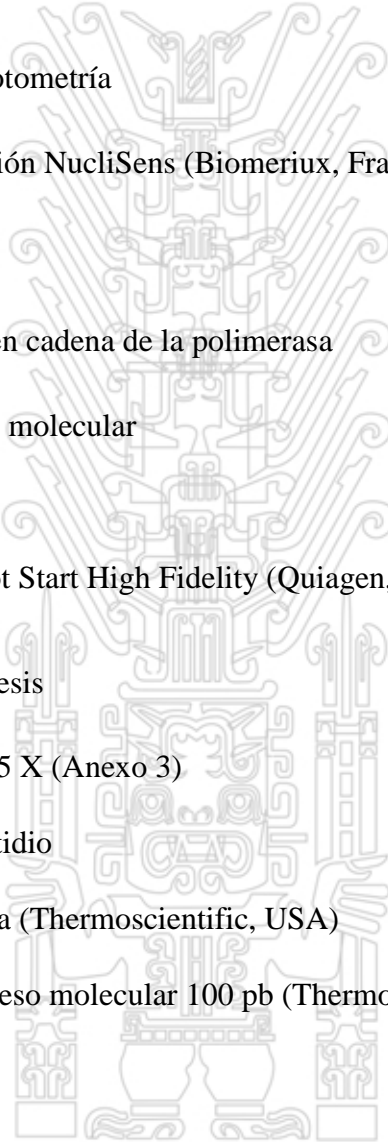 otometría
ión NucliSens (Biomeriux, Fra
en cadena de la polimerasa
molecular
t Start High Fidelity (Quiagen,
esis
5 X (Anexo 3)
tidio
a (Thermoscientific, USA)
eso molecular 100 pb (Thermo